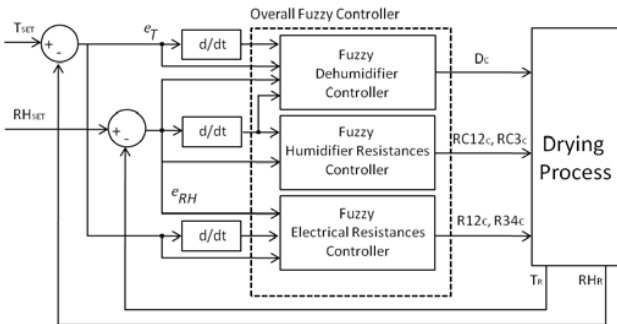 Overall Fuzzy Controller
TSET
+
-
eT
d/dt
Fuzzy
Dehumidifier
Controller
DC
RHSET
+
-
d/dt
Fuzzy
Humidifier Resistances
Controller
RC12C, RC3C
Drying
Process
eRH
d/dt
Fuzzy
Electrical Resistances
Controller
R12C, R34C
TR
RHR